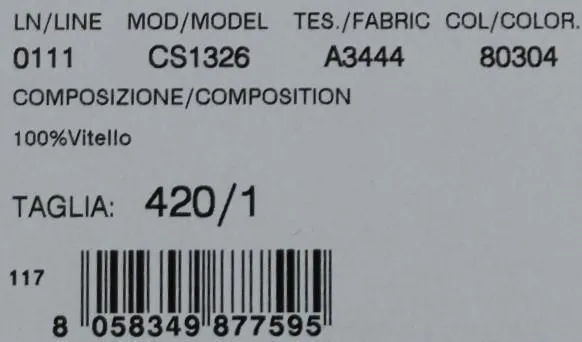 LN/LINE MOD/MODEL TES./FABRIC COL/COLOR.
0111 CS1326 A3444 80304
COMPOSIZIONE/COMPOSITION
100%Vitello
TAGLIA: 420/1
117
8 058349 877595